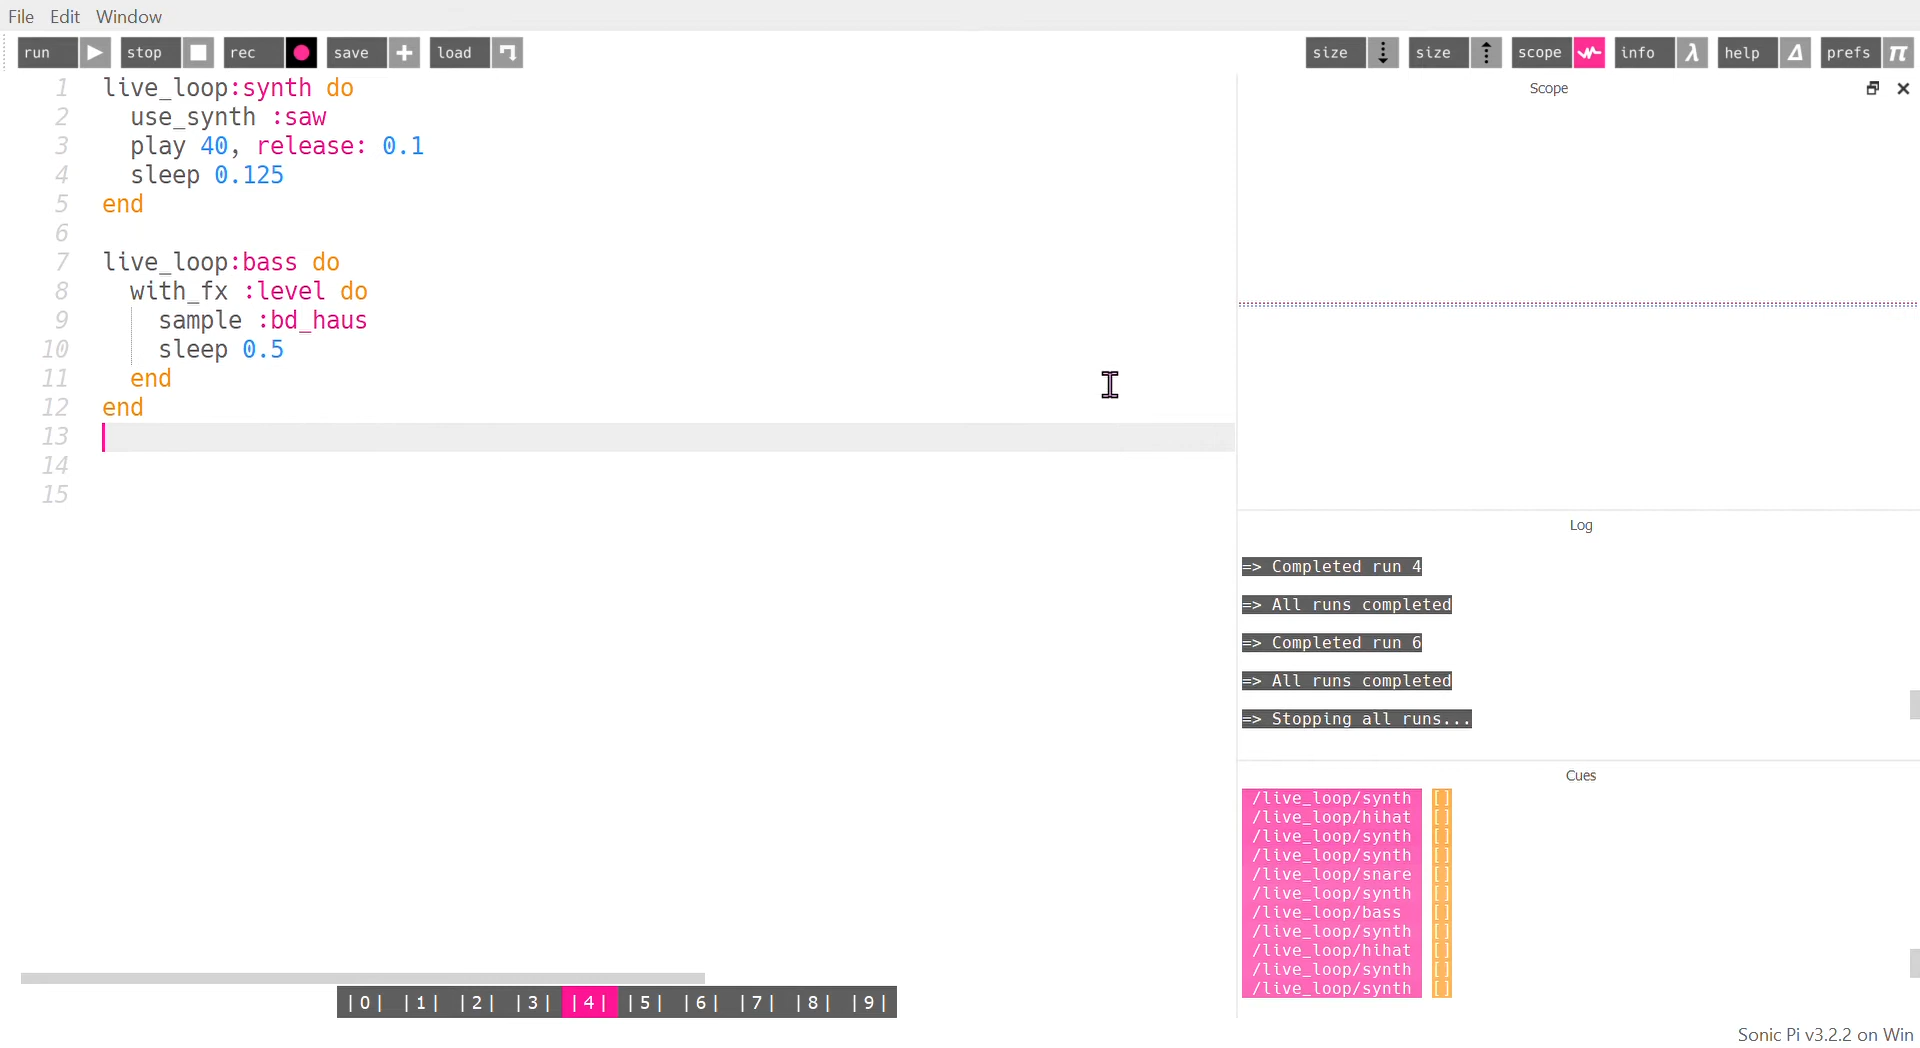 File Edit Window
run stop rec save load size size scope info help prefs
1 live_loop:synth do
2 use_synth :saw
3 play 40, release: 0.1
4 sleep 0.125
5 end
6
7 live_loop:bass do
8 with_fx :level do
9 sample :bd_haus
10 sleep 0.5
11 end
12 end
13
14
15
|0| |1| |2| |3| |4| |5| |6| |7| |8| |9|
Scope
Log
=> Completed run 4
=> All runs completed
=> Completed run 6
=> All runs completed
=> Stopping all runs...
Cues
/live_loop/synth []
/live_loop/hihat []
/live_loop/synth []
/live_loop/synth []
/live_loop/snare []
/live_loop/synth []
/live_loop/bass []
/live_loop/synth []
/live_loop/hihat []
/live_loop/synth []
/live_loop/synth []
Sonic Pi v3.2.2 on Win